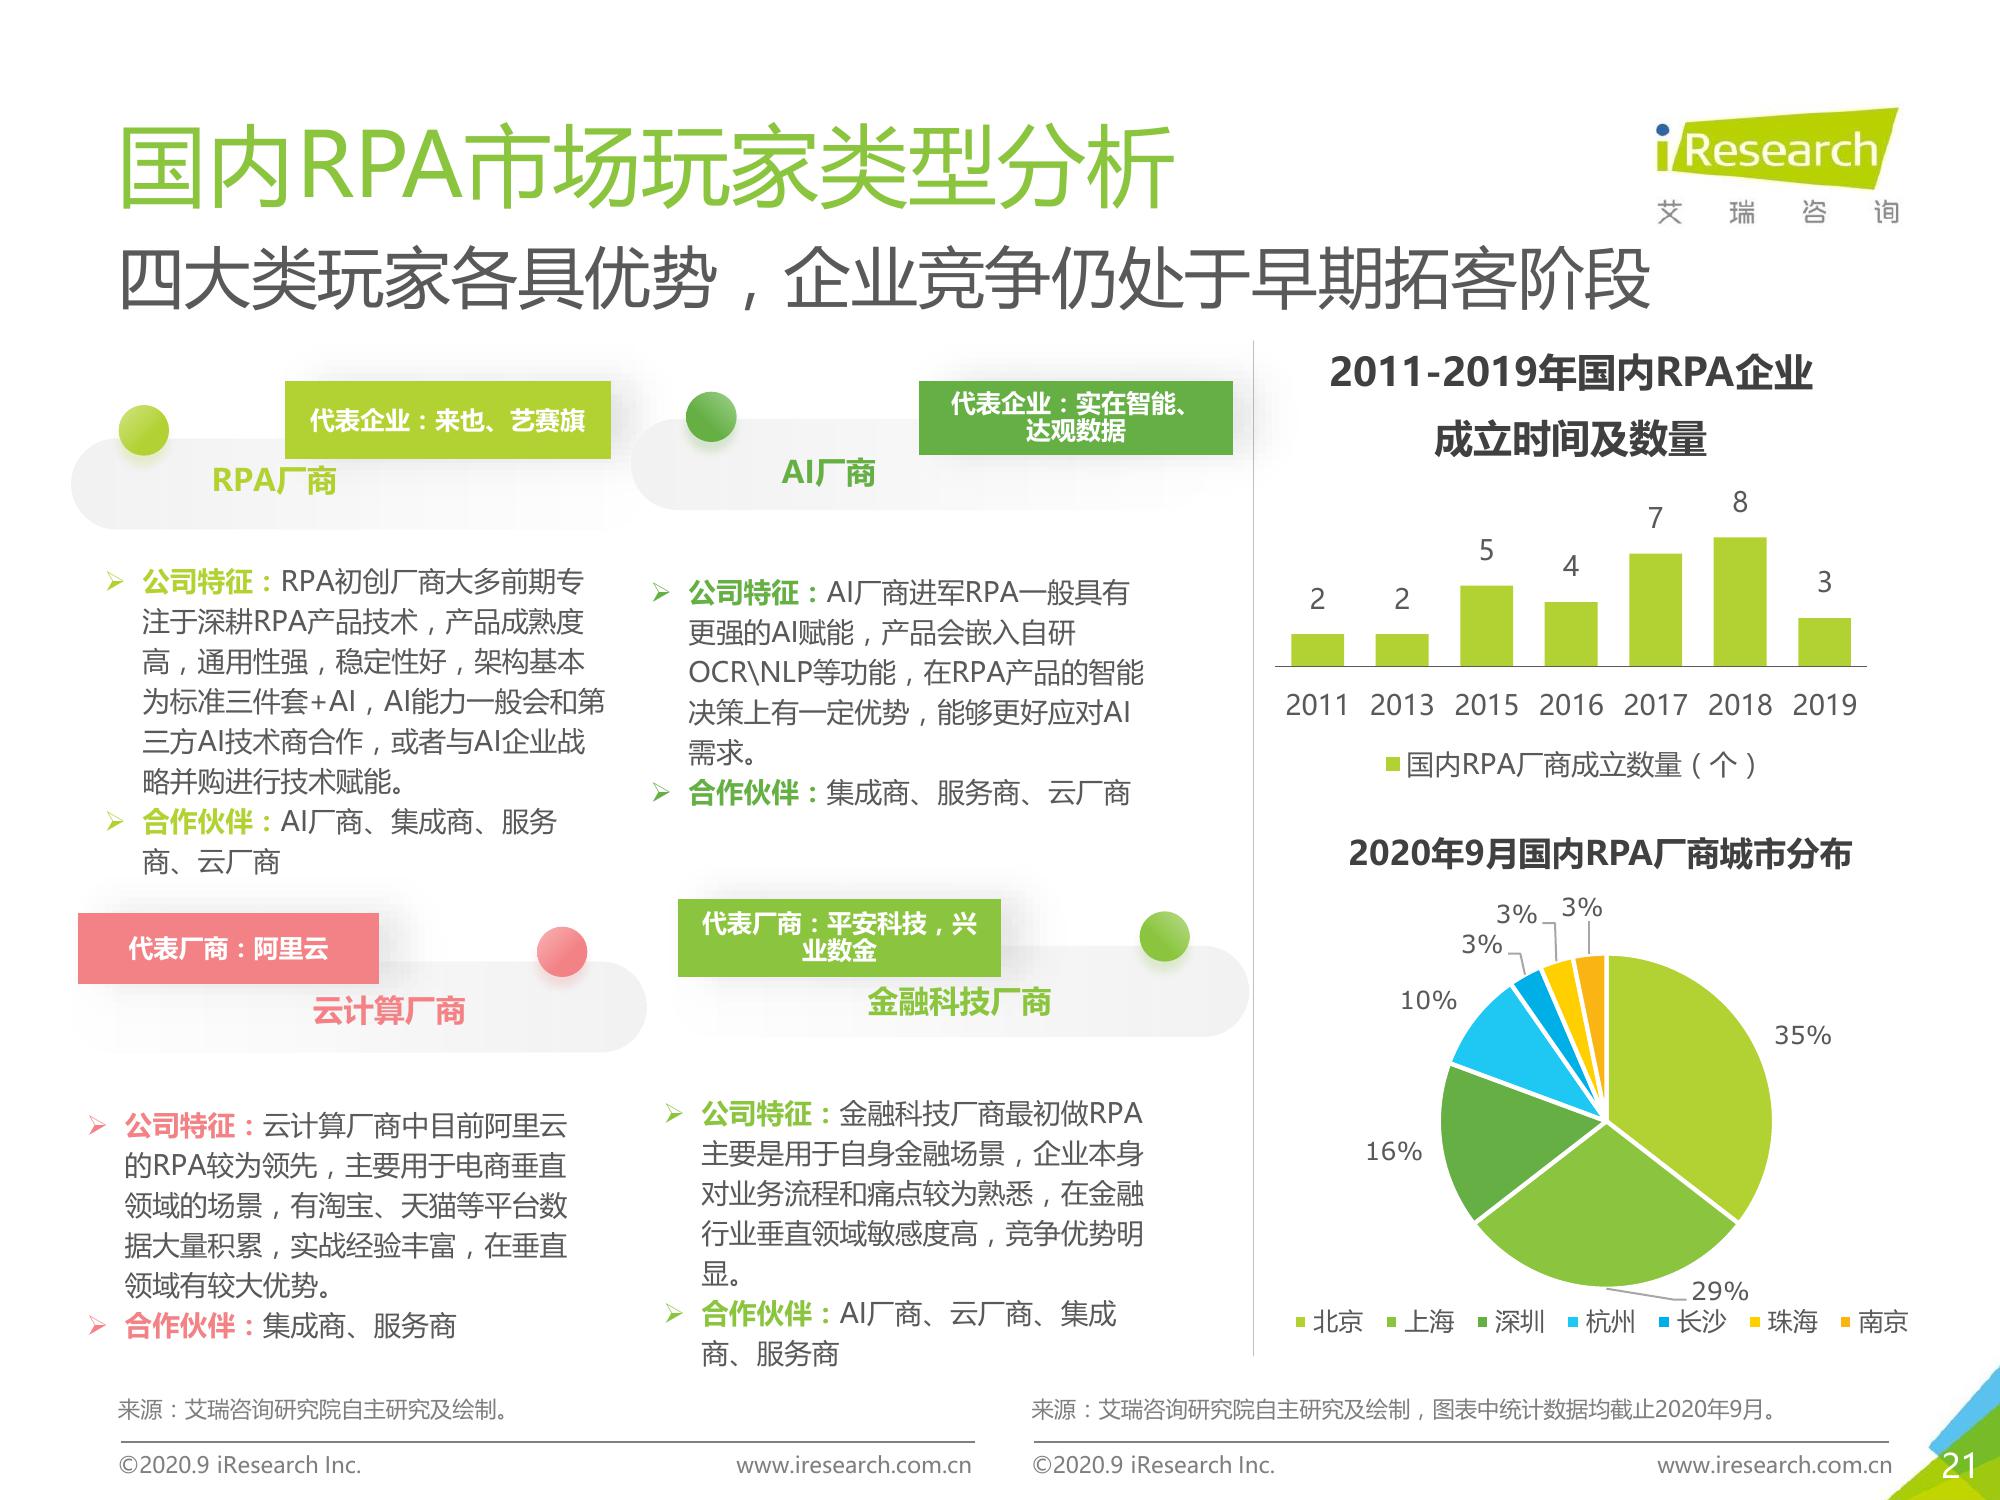 国内RPA市场玩家类型分析
iResearch
艾瑞咨询
四大类玩家各具优势，企业竞争仍处于早期拓客阶段
代表企业：来也、艺赛旗
RPA厂商
公司特征：RPA初创厂商大多前期专
注于深耕RPA产品技术，产品成熟度
高，通用性强，稳定性好，架构基本
为标准三件套+AI，AI能力一般会和第
三方AI技术商合作，或者与AI企业战
略并购进行技术赋能。
合作伙伴：AI厂商、集成商、服务
商、云厂商
代表企业：实在智能、
达观数据
AI厂商
公司特征：AI厂商进军RPA一般具有
更强的AI赋能，产品会嵌入自研
OCR\NLP等功能，在RPA产品的智能
决策上有一定优势，能够更好应对AI
需求。
合作伙伴：集成商、服务商、云厂商
代表厂商：阿里云
云计算厂商
公司特征：云计算厂商中目前阿里云
的RPA较为领先，主要用于电商垂直
领域的场景，有淘宝、天猫等平台数
据大量积累，实战经验丰富，在垂直
领域有较大优势。
合作伙伴：集成商、服务商
代表厂商：平安科技，兴
业数金
金融科技厂商
公司特征：金融科技厂商最初做RPA
主要是用于自身金融场景，企业本身
对业务流程和痛点较为熟悉，在金融
行业垂直领域敏感度高，竞争优势明
显。
合作伙伴：AI厂商、云厂商、集成
商、服务商
2011-2019年国内RPA企业
成立时间及数量
2 2 5 4 7 8 3
2011 2013 2015 2016 2017 2018 2019
国内RPA厂商成立数量（个）
2020年9月国内RPA厂商城市分布
3% 3%
3%
10%
35%
16%
29%
北京 上海 深圳 杭州 长沙 珠海 南京
来源：艾瑞咨询研究院自主研究及绘制。
来源：艾瑞咨询研究院自主研究及绘制，图表中统计数据均截止2020年9月。
©2020.9 iResearch Inc. www.iresearch.com.cn
©2020.9 iResearch Inc. www.iresearch.com.cn
21